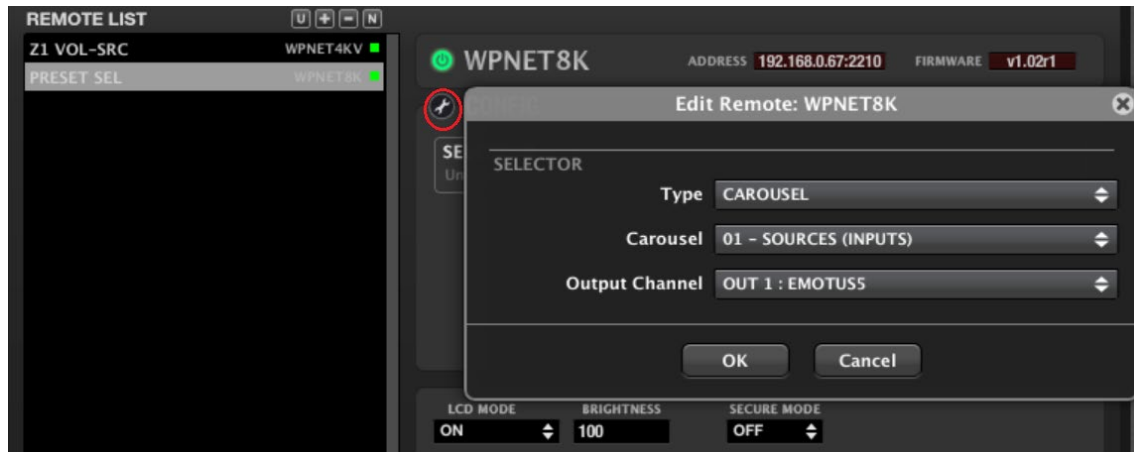 REMOTE LIST U + - N
Z1 VOL-SRC WPNET4KV
PRESET SEL WPNET8K
WPNET8K ADDRESS 192.168.0.67:2210 FIRMWARE v1.02r1
CONFIG
Edit Remote: WPNET8K
SE
Un
SELECTOR
Type CAROUSEL
Carousel 01 - SOURCES (INPUTS)
Output Channel OUT 1 : EMOTUS5
OK Cancel
LCD MODE BRIGHTNESS SECURE MODE
ON 100 OFF